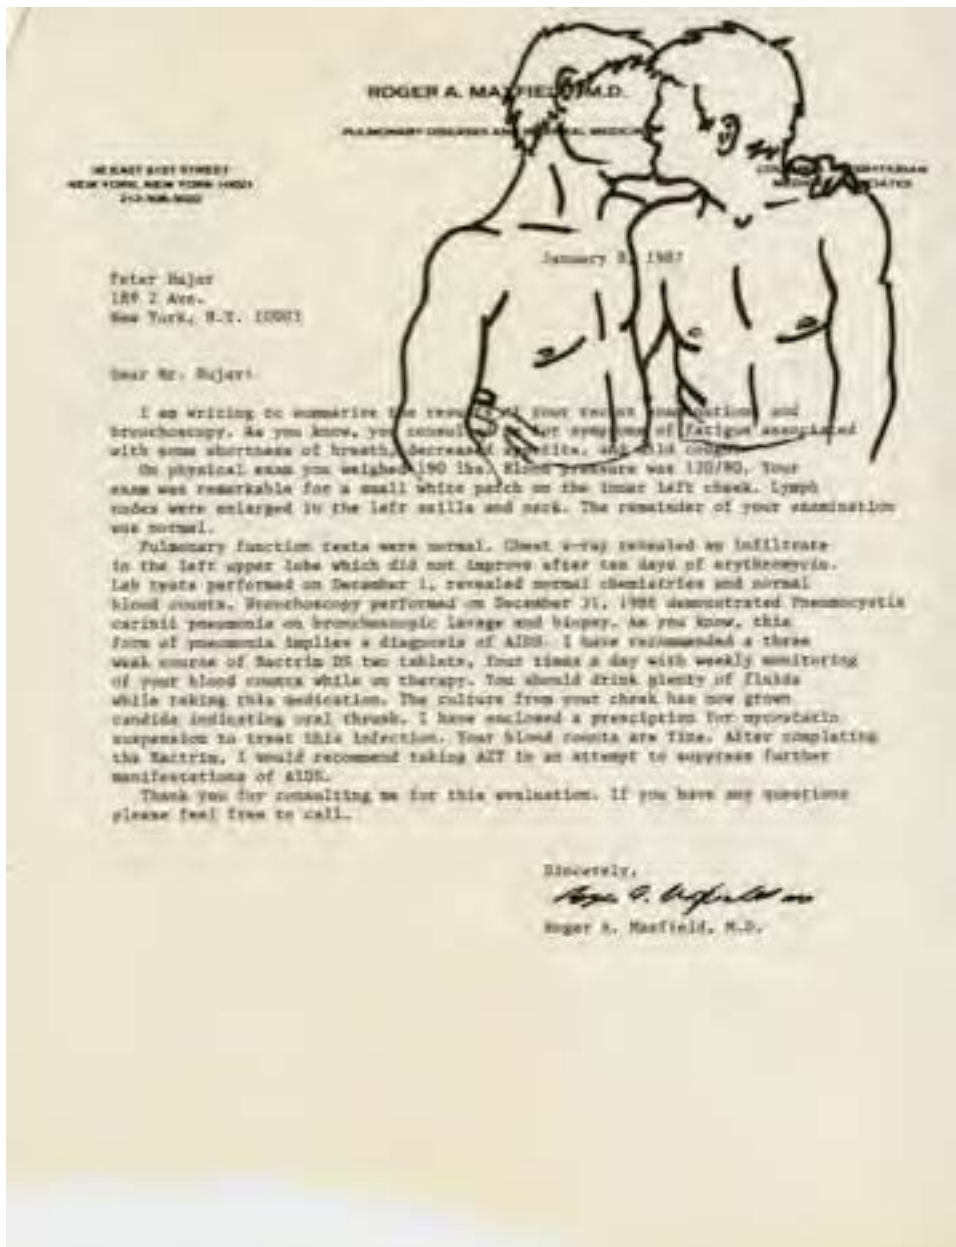 ROGER A. MAXFIELD, M.D.
PULMONARY DISEASES AND MEDICINE
EAST 61ST STREET
NEW YORK, NEW YORK 10021
January 8, 1987
Peter Hujar
189 2 Ave.
New York, N.Y. 10003
Dear Mr. Hujar:
I am writing to summarize the results of your recent examination and
bronchoscopy. As you know, you consulted me for symptoms of fatigue associated
with some shortness of breath, decreased appetite, and mild cough.
On physical exam you weighed 190 lbs. Blood pressure was 120/80. Your
exam was remarkable for a small white patch on the inner left cheek. Lymph
nodes were enlarged in the left axilla and neck. The remainder of your examination
was normal.
Pulmonary function tests were normal. Chest x-ray revealed an infiltrate
in the left upper lobe which did not improve after ten days of erythromycin.
Lab tests performed on December 1, revealed normal chemistries and normal
blood counts. Bronchoscopy performed on December 31, 1986 demonstrated Pneumocystis
carinii pneumonia on bronchoscopic lavage and biopsy. As you know, this
form of pneumonia implies a diagnosis of AIDS. I have recommended a three
week course of Bactrim DS two tablets, four times a day with weekly monitoring
of your blood counts while on therapy. You should drink plenty of fluids
while taking this medication. The culture from your cheek has now grown
candida indicating oral thrush. I have enclosed a prescription for mycostatin
suspension to treat this infection. Your blood counts are fine. After completing
the Bactrim, I would recommend taking AZT in an attempt to suppress further
manifestations of AIDS.
Thank you for consulting me for this evaluation. If you have any questions
please feel free to call.
Sincerely,
Roger A. Maxfield, M.D.